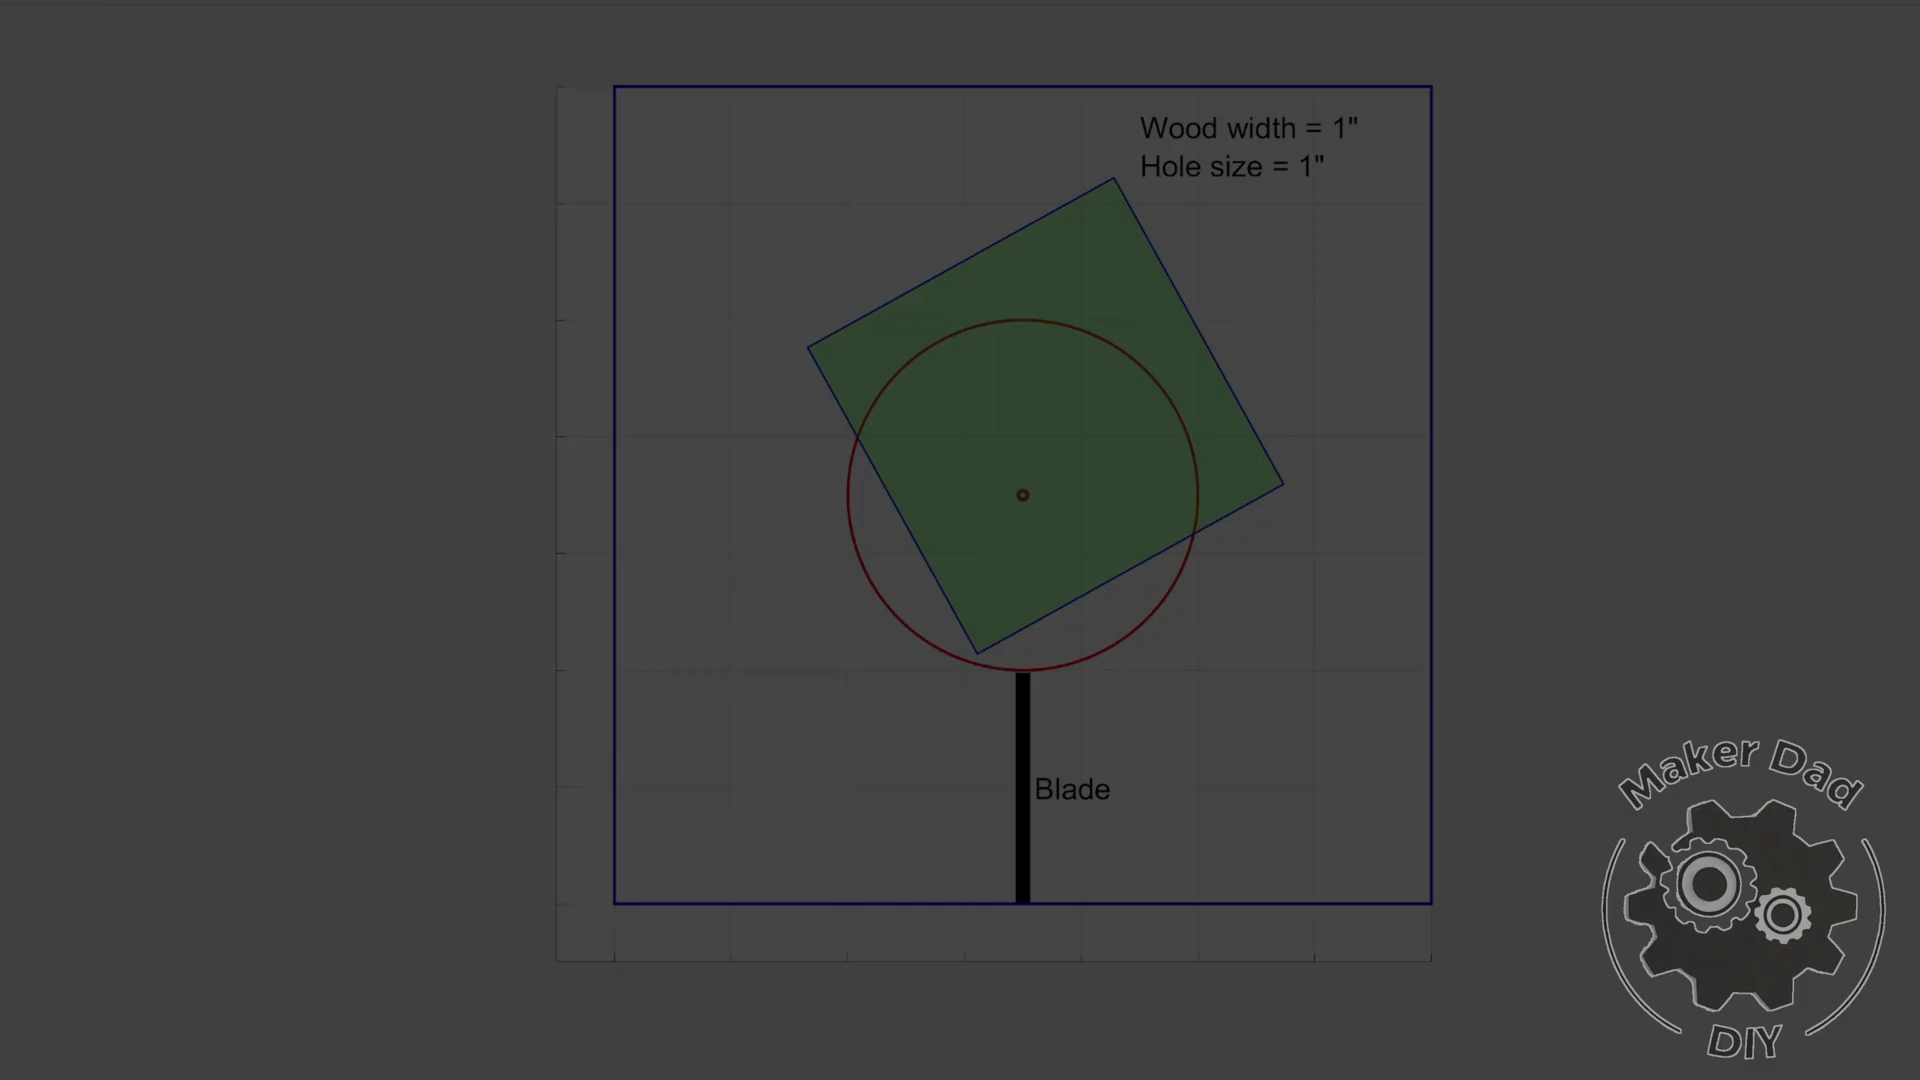 Wood width = 1"
Hole size = 1"
Blade
Maker Dad
DIY